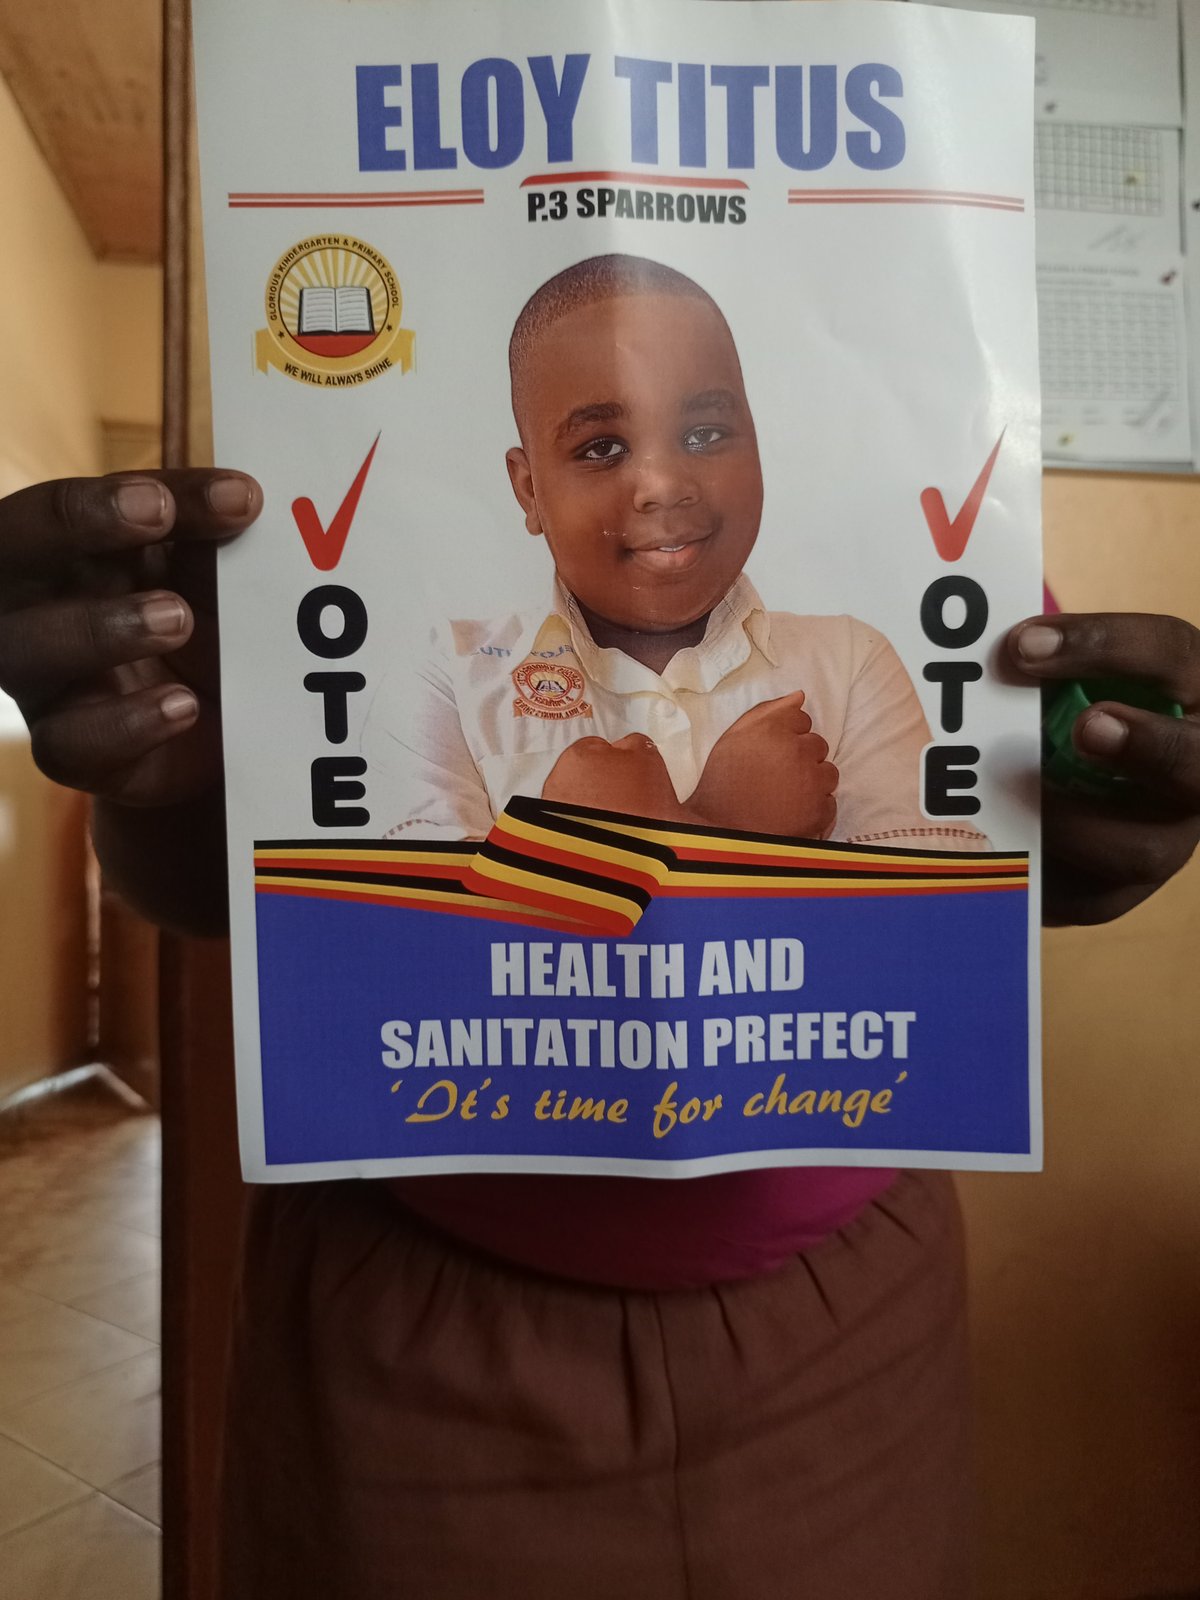 ELOY TITUS
P.3 SPARROWS
GLORIOUS KINDERGARTEN & PRIMARY SCHOOL
WE WILL ALWAYS SHINE
VOTE
VOTE
HEALTH AND
SANITATION PREFECT
'It's time for change'